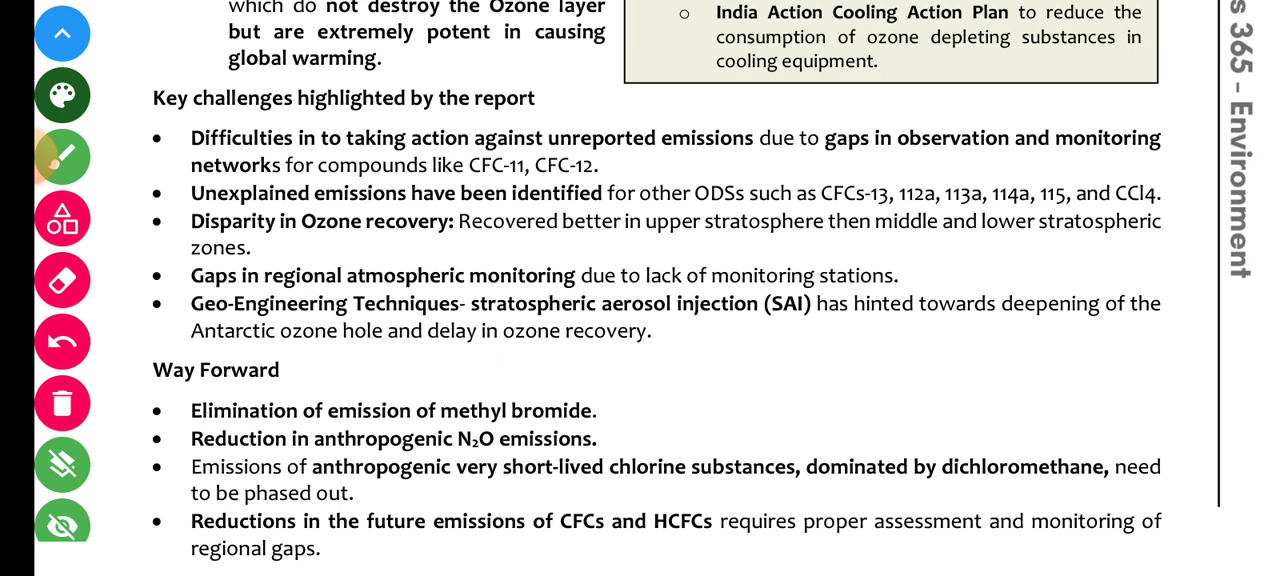 which do not destroy the Ozone layer
but are extremely potent in causing
global warming.
o India Action Cooling Action Plan to reduce the
consumption of ozone depleting substances in
cooling equipment.
Key challenges highlighted by the report
• Difficulties in to taking action against unreported emissions due to gaps in observation and monitoring
networks for compounds like CFC-11, CFC-12.
• Unexplained emissions have been identified for other ODSs such as CFCs-13, 112a, 113a, 114a, 115, and CCl4.
• Disparity in Ozone recovery: Recovered better in upper stratosphere then middle and lower stratospheric
zones.
• Gaps in regional atmospheric monitoring due to lack of monitoring stations.
• Geo-Engineering Techniques- stratospheric aerosol injection (SAI) has hinted towards deepening of the
Antarctic ozone hole and delay in ozone recovery.
Way Forward
• Elimination of emission of methyl bromide.
• Reduction in anthropogenic N₂O emissions.
• Emissions of anthropogenic very short-lived chlorine substances, dominated by dichloromethane, need
to be phased out.
• Reductions in the future emissions of CFCs and HCFCs requires proper assessment and monitoring of
regional gaps.
s 365 – Environment